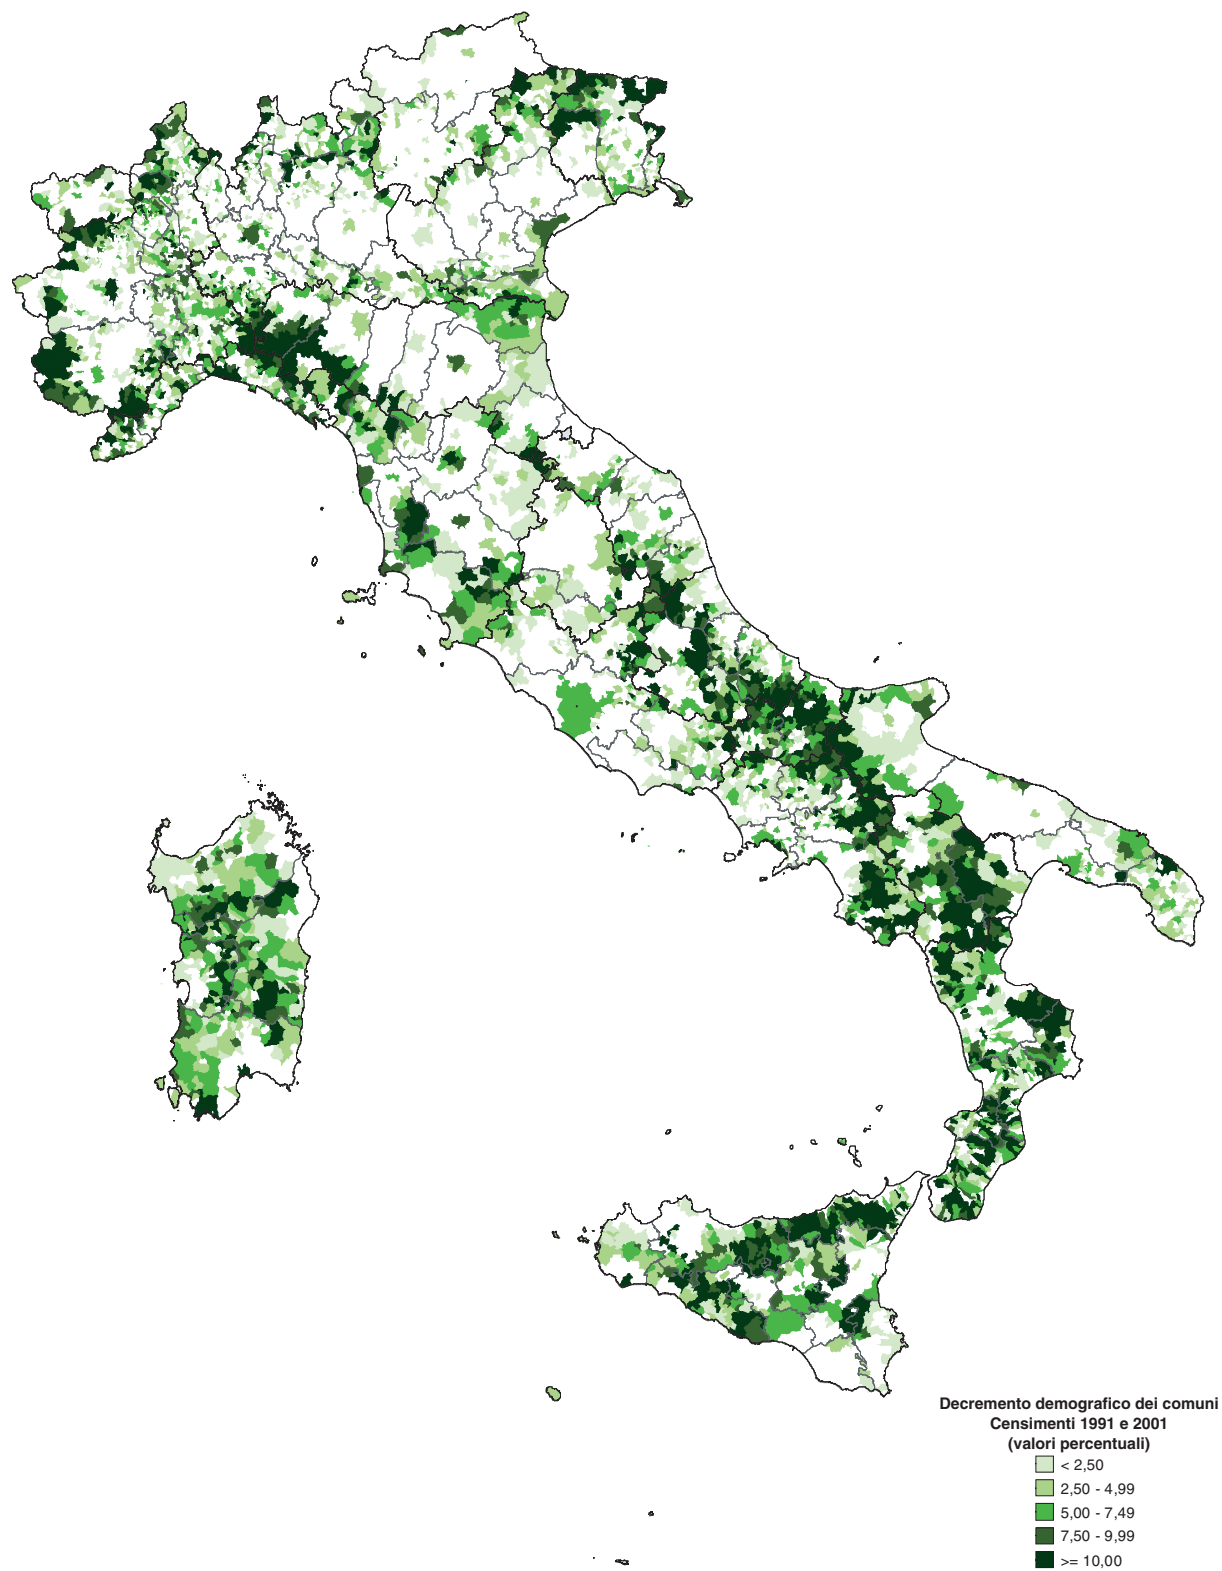 Decremento demografico dei comuni
Censimenti 1991 e 2001
(valori percentuali)
< 2,50
2,50 - 4,99
5,00 - 7,49
7,50 - 9,99
>= 10,00